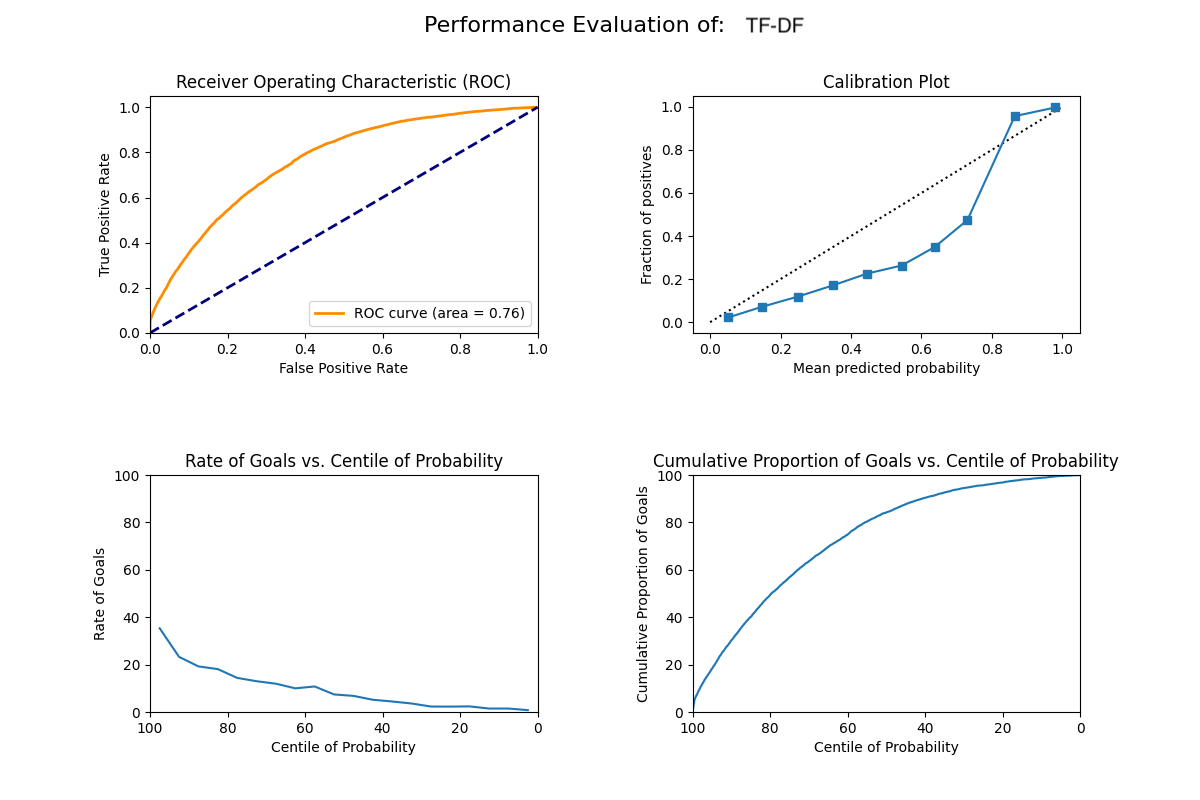 Performance Evaluation of: TF-DF
Receiver Operating Characteristic (ROC)
True Positive Rate
1.0
0.8
0.6
0.4
0.2
0.0
ROC curve (area = 0.76)
0.0 0.2 0.4 0.6 0.8 1.0
False Positive Rate
Calibration Plot
Fraction of positives
1.0
0.8
0.6
0.4
0.2
0.0
0.0 0.2 0.4 0.6 0.8 1.0
Mean predicted probability
Rate of Goals vs. Centile of Probability
Rate of Goals
100
80
60
40
20
0
100 80 60 40 20 0
Centile of Probability
Cumulative Proportion of Goals vs. Centile of Probability
Cumulative Proportion of Goals
100
80
60
40
20
0
100 80 60 40 20 0
Centile of Probability